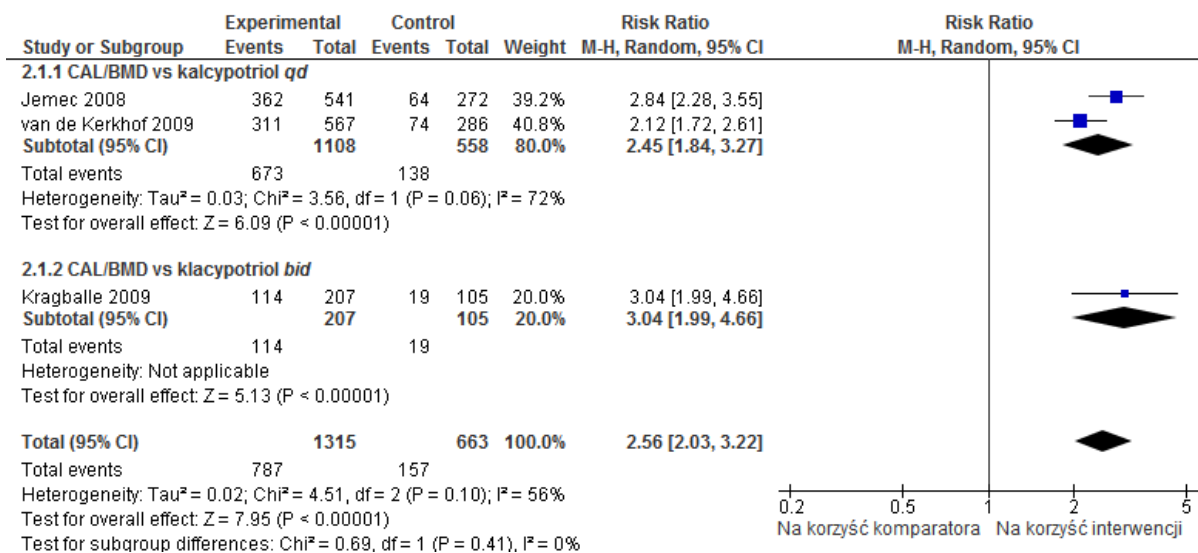 Experimental Control Risk Ratio Risk Ratio
Study or Subgroup Events Total Events Total Weight M-H, Random, 95% CI M-H, Random, 95% CI
2.1.1 CAL/BMD vs kalcypotriol qd
Jemec 2008 362 541 64 272 39.2% 2.84 [2.28, 3.55]
van de Kerkhof 2009 311 567 74 286 40.8% 2.12 [1.72, 2.61]
Subtotal (95% CI) 1108 558 80.0% 2.45 [1.84, 3.27]
Total events 673 138
Heterogeneity: Tau² = 0.03; Chi² = 3.56, df = 1 (P = 0.06); I² = 72%
Test for overall effect: Z = 6.09 (P < 0.00001)
2.1.2 CAL/BMD vs klacypotriol bid
Kragballe 2009 114 207 19 105 20.0% 3.04 [1.99, 4.66]
Subtotal (95% CI) 207 105 20.0% 3.04 [1.99, 4.66]
Total events 114 19
Heterogeneity: Not applicable
Test for overall effect: Z = 5.13 (P < 0.00001)
Total (95% CI) 1315 663 100.0% 2.56 [2.03, 3.22]
Total events 787 157
Heterogeneity: Tau² = 0.02; Chi² = 4.51, df = 2 (P = 0.10); I² = 56%
Test for overall effect: Z = 7.95 (P < 0.00001)
Test for subgroup differences: Chi² = 0.69, df = 1 (P = 0.41), I² = 0%
0.2 0.5 1 2 5
Na korzyść komparatora Na korzyść interwencji